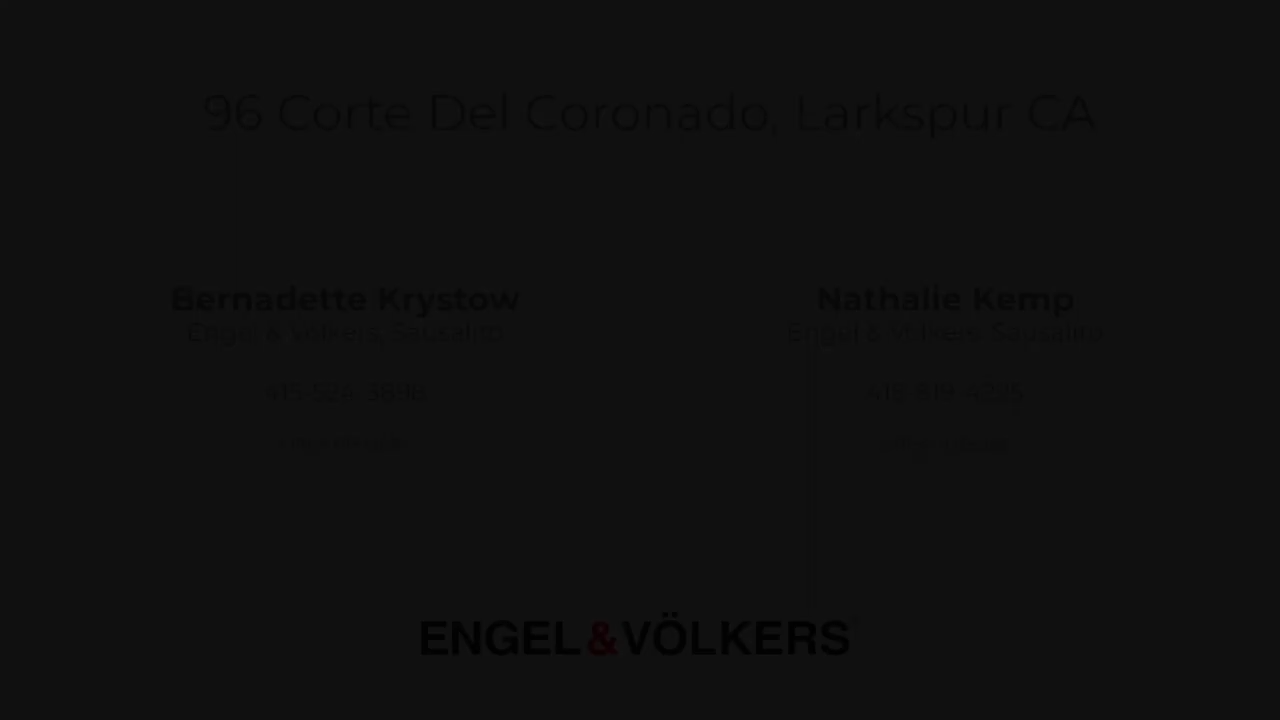 96 Corte Del Coronado, Larkspur CA
Bernadette Krystow
Engel & Völkers, Sausalito
Nathalie Kemp
Engel & Völkers, Sausalito
ENGEL&VÖLKERS